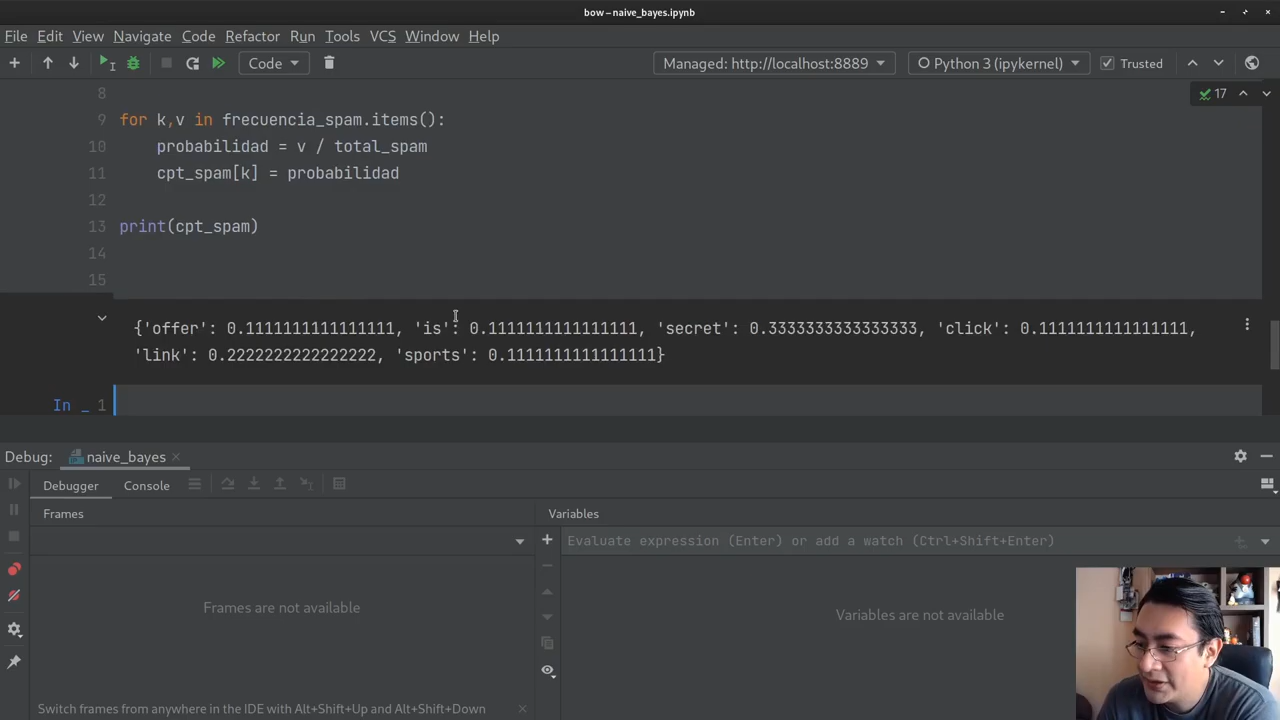 bow – naive_bayes.ipynb
File Edit View Navigate Code Refactor Run Tools VCS Window Help
Code Managed: http://localhost:8889 Python 3 (ipykernel) Trusted
8 17
9 for k,v in frecuencia_spam.items():
10 probabilidad = v / total_spam
11 cpt_spam[k] = probabilidad
12
13 print(cpt_spam)
14
15
{'offer': 0.1111111111111111, 'is': 0.1111111111111111, 'secret': 0.3333333333333333, 'click': 0.1111111111111111,
'link': 0.2222222222222222, 'sports': 0.1111111111111111}
In _ 1
Debug: naive_bayes
Debugger Console
Frames Variables
Evaluate expression (Enter) or add a watch (Ctrl+Shift+Enter)
Frames are not available Variables are not available
Switch frames from anywhere in the IDE with Alt+Shift+Up and Alt+Shift+Down